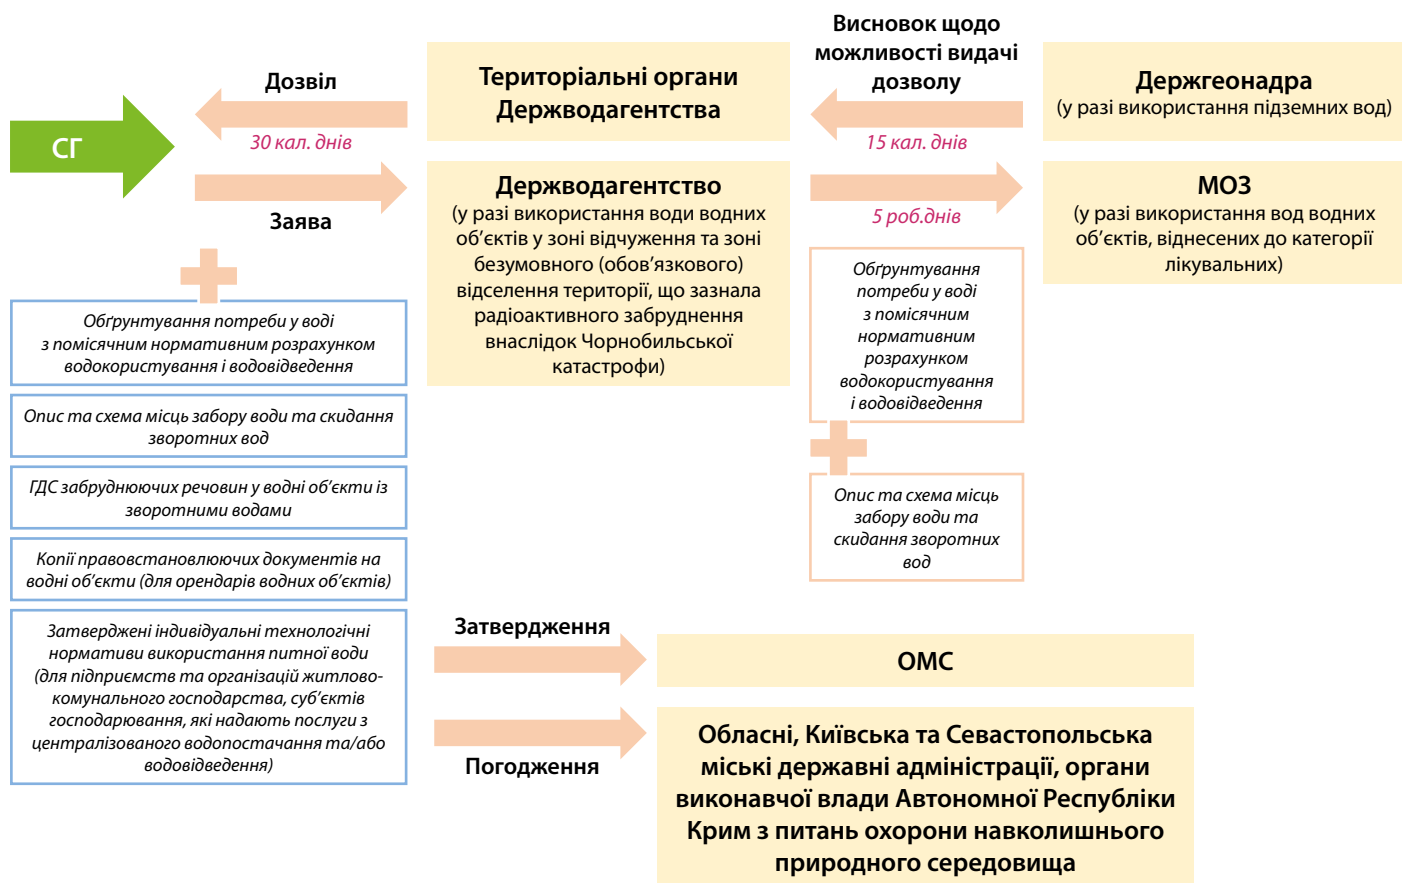 СГ
Дозвіл
30 кал. днів
Заява
Територіальні органи
Держводагентства
Держводагентство
(у разі використання води водних
об’єктів у зоні відчуження та зоні
безумовного (обов’язкового)
відселення території, що зазнала
радіоактивного забруднення
внаслідок Чорнобильської
катастрофи)
Висновок щодо
можливості видачі
дозволу
15 кал. днів
5 роб.днів
Держгеонадра
(у разі використання підземних вод)
МОЗ
(у разі використання вод водних
об’єктів, віднесених до категорії
лікувальних)
Обґрунтування потреби у воді
з помісячним нормативним розрахунком
водокористування і водовідведення
Опис та схема місць забору води та скидання
зворотних вод
ГДС забруднюючих речовин у водні об’єкти із
зворотними водами
Копії правовстановлюючих документів на
водні об’єкти (для орендарів водних об’єктів)
Затверджені індивідуальні технологічні
нормативи використання питної води
(для підприємств та організацій житлово-
комунального господарства, суб’єктів
господарювання, які надають послуги з
централізованого водопостачання та/або
водовідведення)
Обґрунтування
потреби у воді
з помісячним
нормативним
розрахунком
водокористування
і водовідведення
Опис та схема місць
забору води та
скидання зворотних
вод
Затвердження
ОМС
Погодження
Обласні, Київська та Севастопольська
міські державні адміністрації, органи
виконавчої влади Автономної Республіки
Крим з питань охорони навколишнього
природного середовища